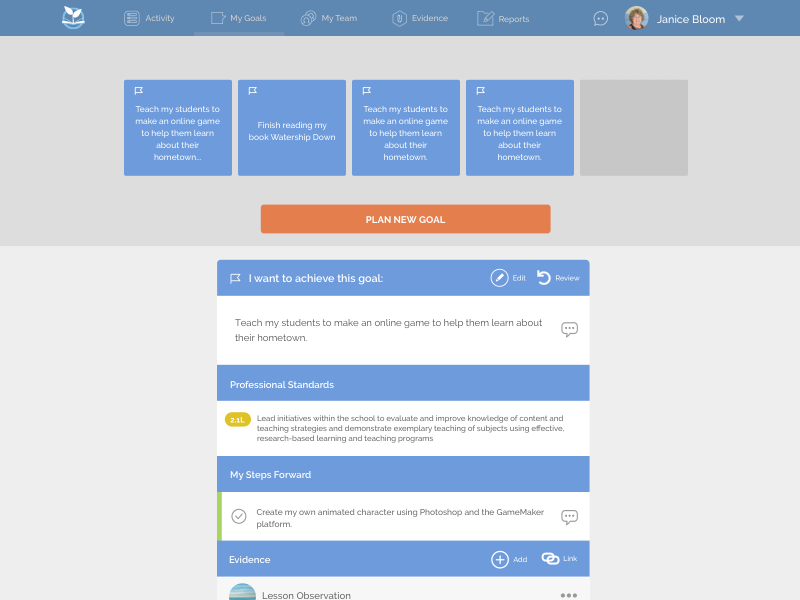 Activity
My Goals
My Team
Evidence
Reports
Janice Bloom
Teach my students to
make an online game
to help them learn
about their
hometown...
Finish reading my
book Watership Down
Teach my students to
make an online game
to help them learn
about their
hometown.
Teach my students to
make an online game
to help them learn
about their
hometown.
PLAN NEW GOAL
I want to achieve this goal:
Edit
Review
Teach my students to make an online game to help them learn about
their hometown.
Professional Standards
2.1L
Lead initiatives within the school to evaluate and improve knowledge of content and
teaching strategies and demonstrate exemplary teaching of subjects using effective,
research-based learning and teaching programs
My Steps Forward
Create my own animated character using Photoshop and the GameMaker
platform.
Evidence
Add
Link
Lesson Observation